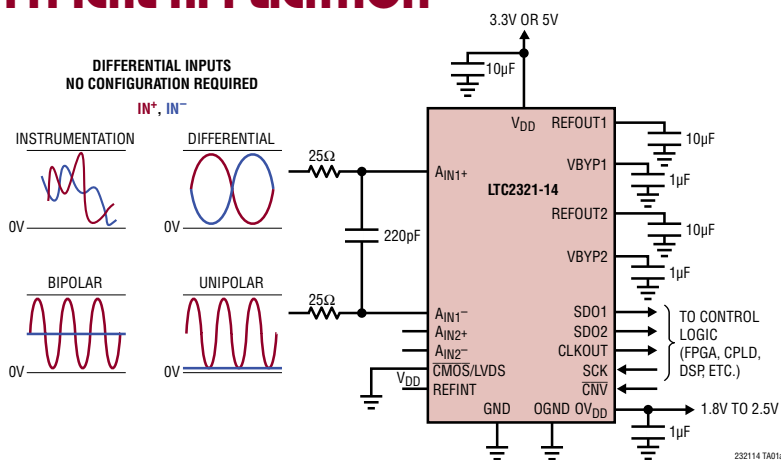 TYPICAL APPLICATION
DIFFERENTIAL INPUTS
NO CONFIGURATION REQUIRED
IN+, IN−
INSTRUMENTATION
DIFFERENTIAL
0V
0V
BIPOLAR
UNIPOLAR
0V
0V
25Ω
220pF
25Ω
3.3V OR 5V
10µF
VDD
REFOUT1
10µF
AIN1+
VBYP1
1µF
LTC2321-14
REFOUT2
10µF
VBYP2
1µF
AIN1−
AIN2+
AIN2−
CMOS/LVDS
VDD
REFINT
SDO1
SDO2
CLKOUT
SCK
CNV
TO CONTROL
LOGIC
(FPGA, CPLD,
DSP, ETC.)
GND
OGND OVDD
1.8V TO 2.5V
1µF